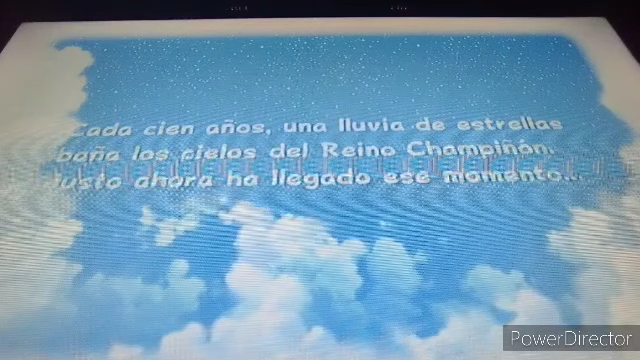 Cada cien años, una lluvia de estrellas
baña los cielos del Reino Champiñón.
Justo ahora ha llegado ese momento...
PowerDirector